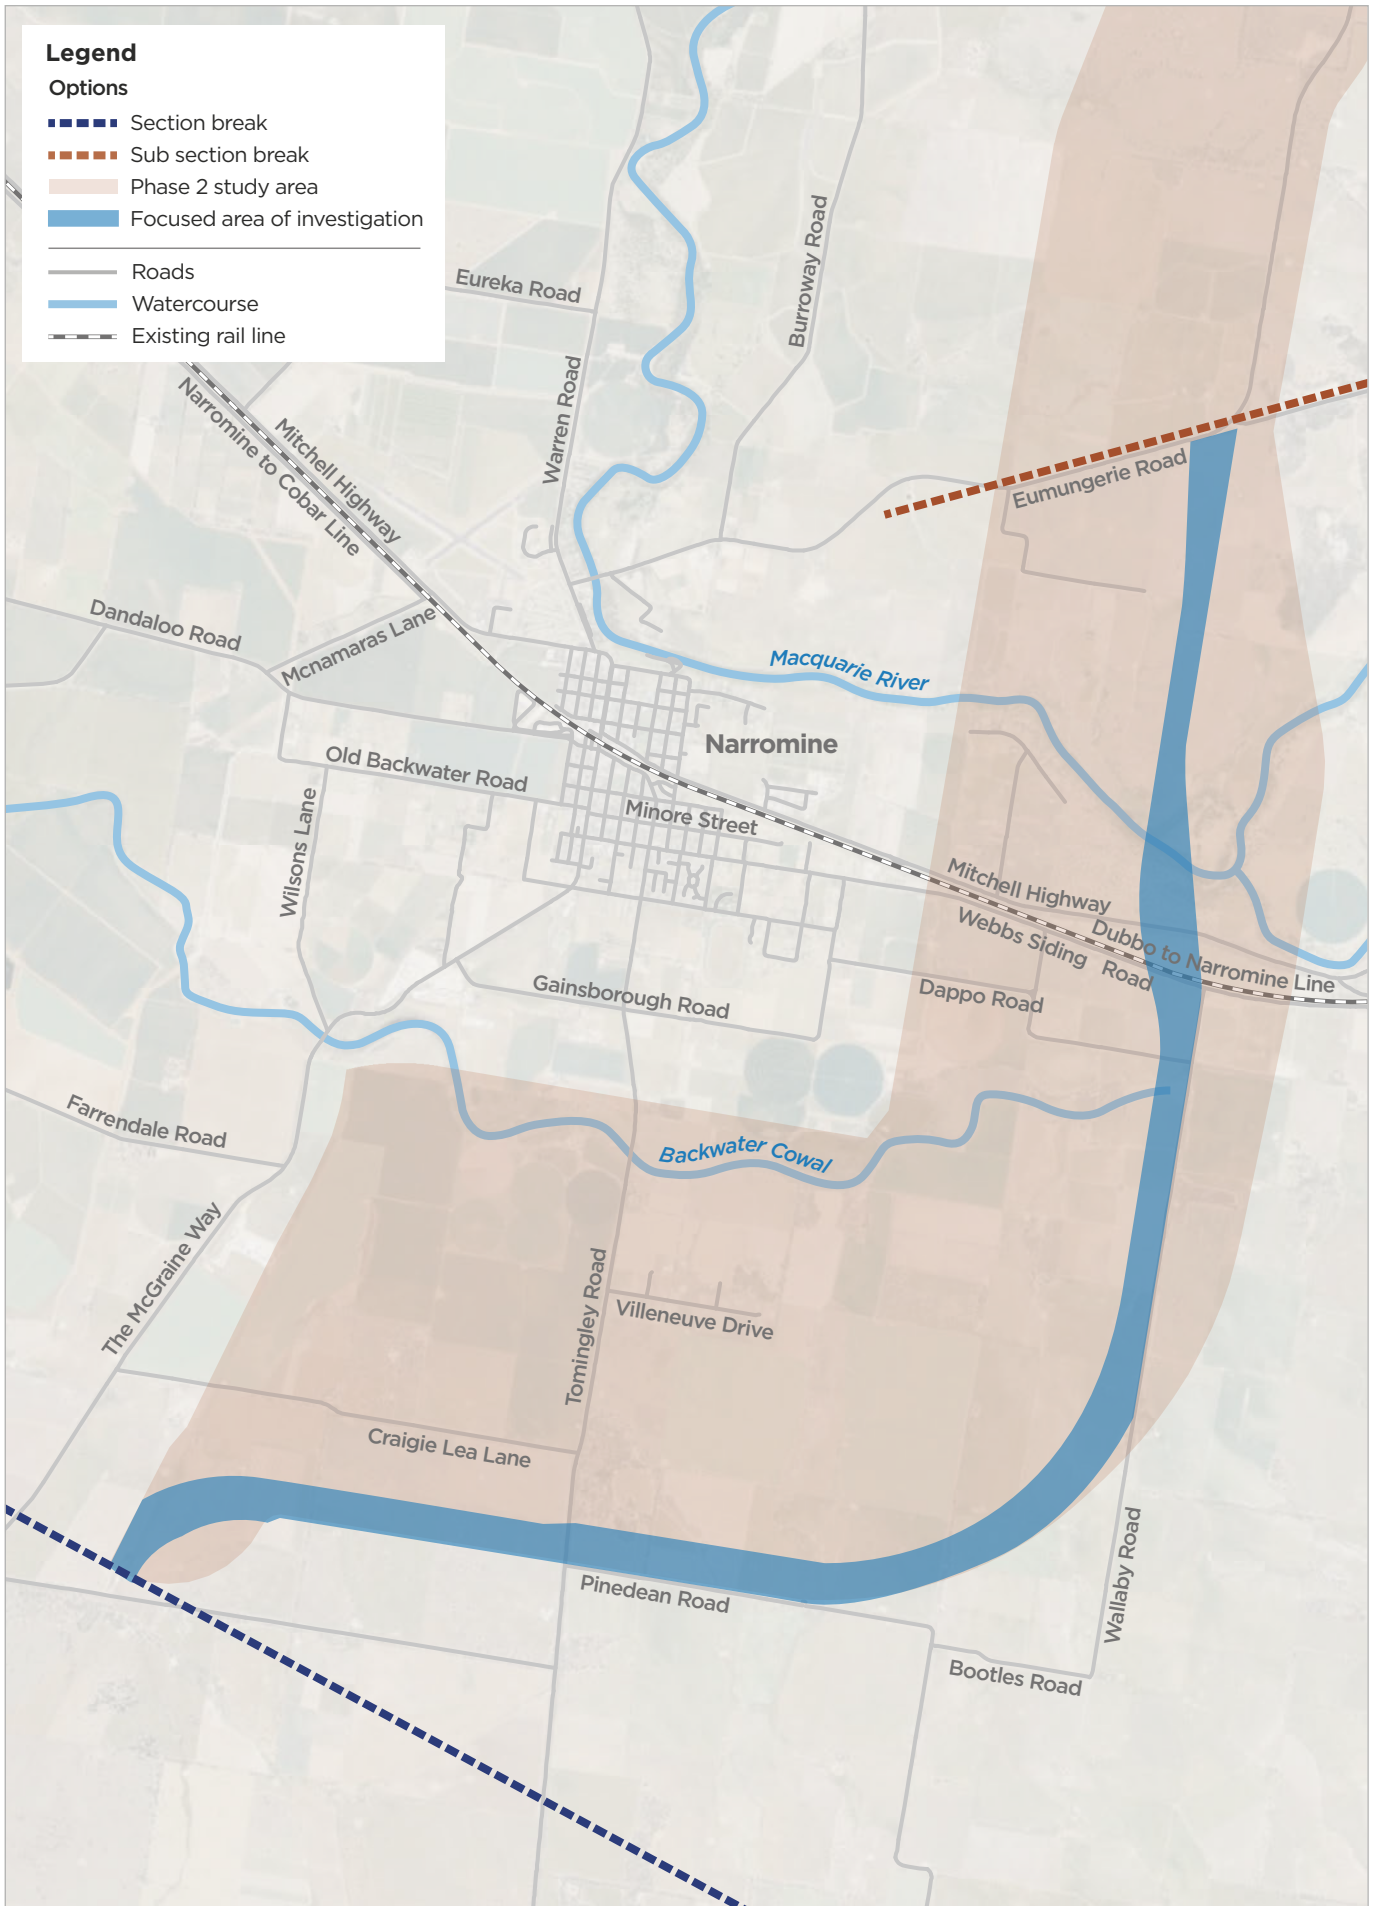 Legend
Options
Section break
Sub section break
Phase 2 study area
Focused area of investigation
Roads
Watercourse
Existing rail line
Eureka Road
Burroway Road
Warren Road
Mitchell Highway
Narromine to Cobar Line
Eumungerie Road
Dandaloo Road
Mcnamaras Lane
Macquarie River
Narromine
Old Backwater Road
Wilsons Lane
Minore Street
Mitchell Highway
Webbs Siding Road
Dubbo to Narromine Line
Gainsborough Road
Dappo Road
Farrendale Road
Backwater Cowal
The McGraine Way
Tomingley Road
Villeneuve Drive
Craigie Lea Lane
Pinedean Road
Wallaby Road
Bootles Road